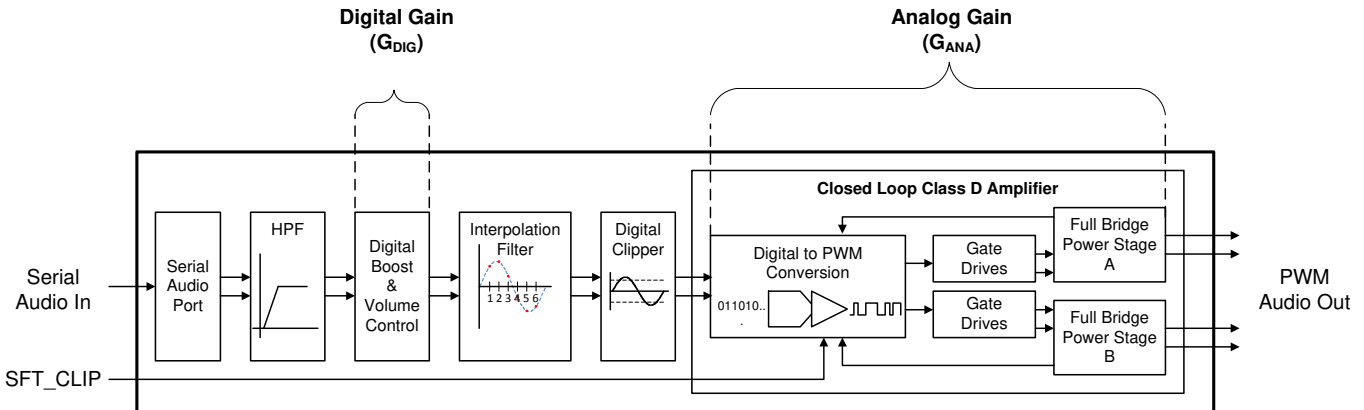 Digital Gain
(GDIG)
Analog Gain
(GANA)
Closed Loop Class D Amplifier
Serial
Audio In
Serial
Audio
Port
HPF
Digital
Boost
&
Volume
Control
Interpolation
Filter
1 2 3 4 5 6
Digital
Clipper
Digital to PWM
Conversion
011010..
.
Gate
Drives
Gate
Drives
Full Bridge
Power Stage
A
Full Bridge
Power Stage
B
PWM
Audio Out
SFT_CLIP